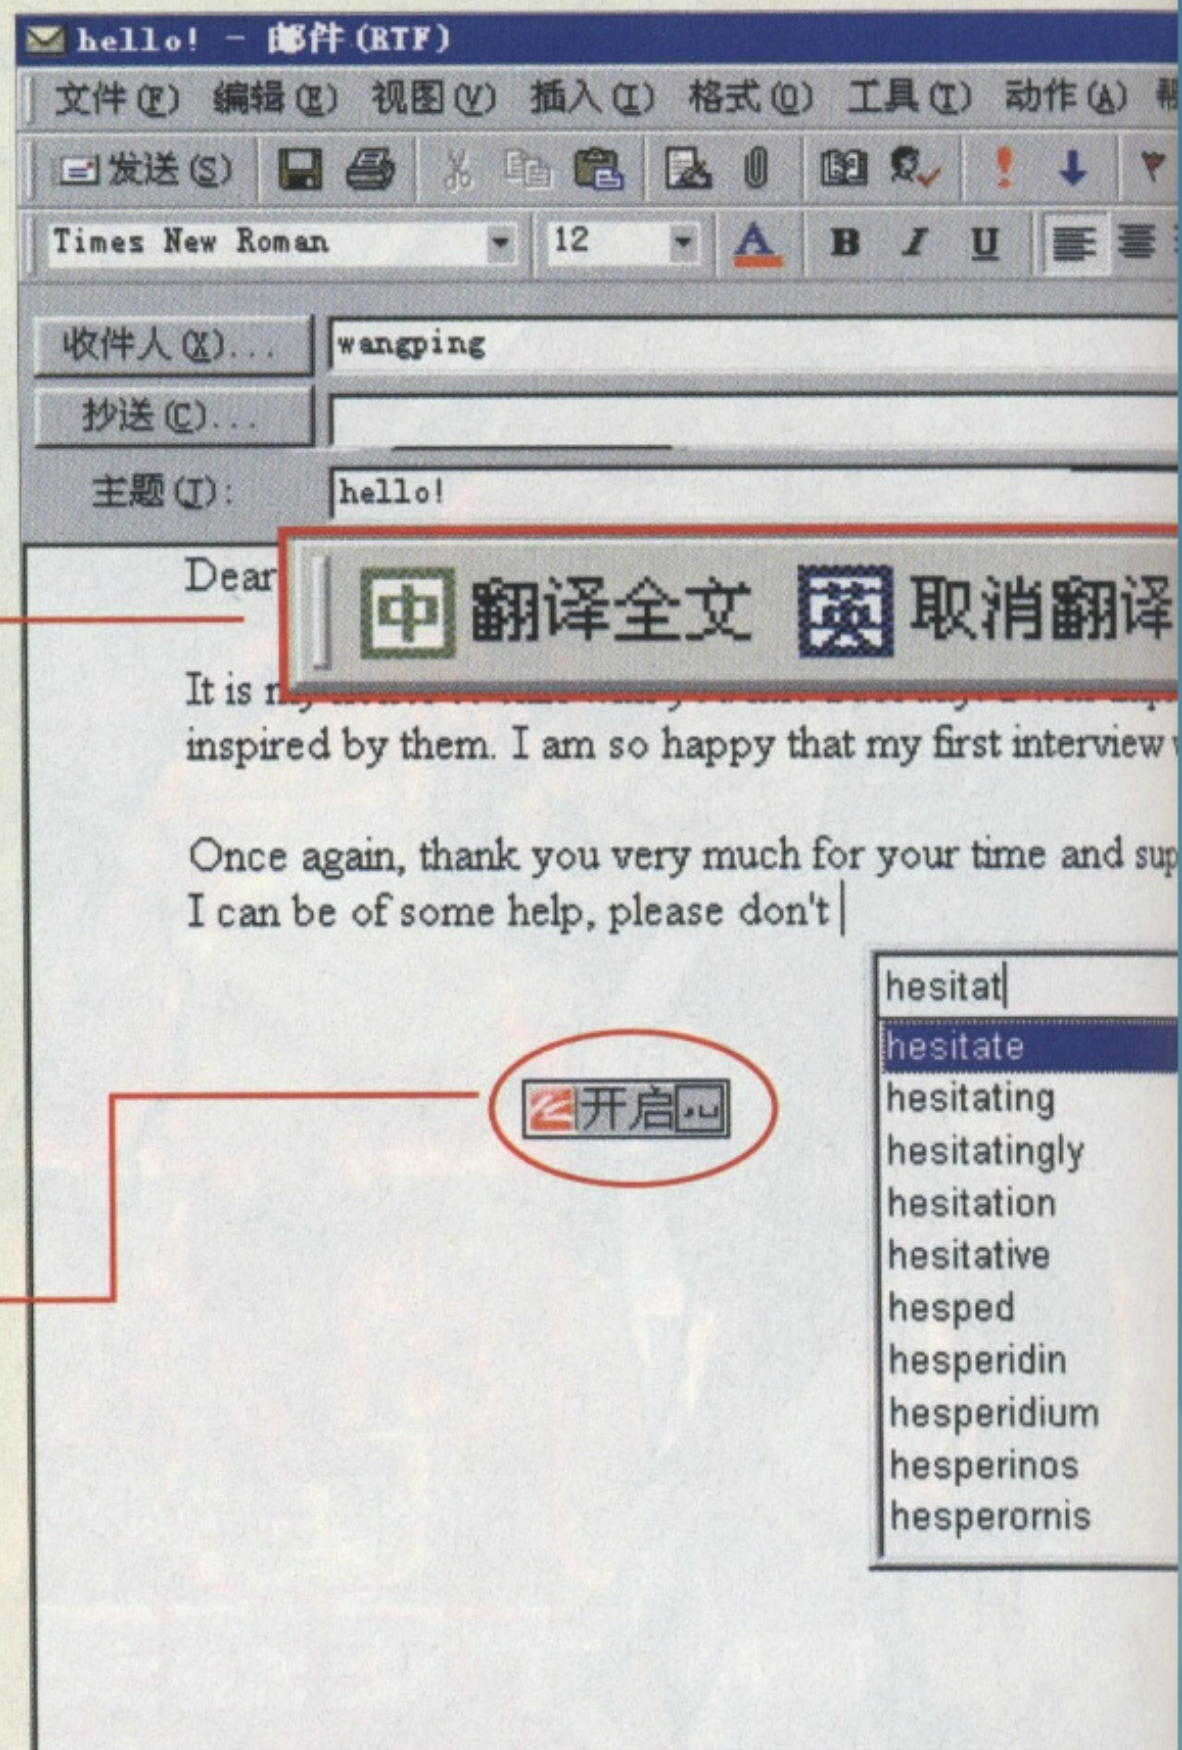 hello! - 邮件(RTF)
文件(F) 编辑(E) 视图(V) 插入(I) 格式(O) 工具(T) 动作(A)
发送(S)
Times New Roman 12 A B I U
收件人(X)... wangping
抄送(C)...
主题(J): hello!
Dear
中 翻译全文 英 取消翻译
It is
inspired by them. I am so happy that my first interview
Once again, thank you very much for your time and sup
I can be of some help, please don't
hesitat
hesitate
开启
hesitating
hesitatingly
hesitation
hesitative
hesped
hesperidin
hesperidium
hesperinos
hesperornis